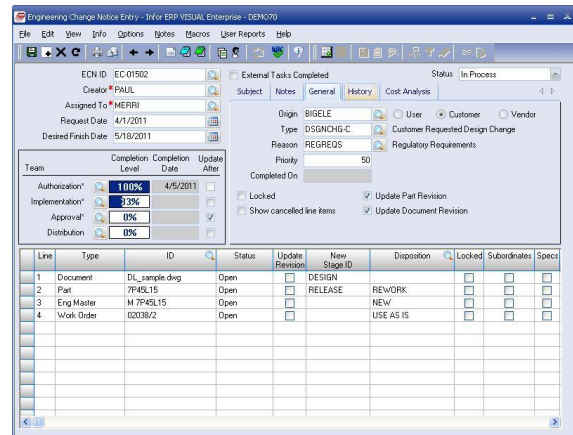 Engineering Change Notice Entry - Infor ERP VISUAL Enterprise - DEMO70
File Edit View Info Options Notes Macros User Reports Help
ECN ID EC-01502
Creator * PAUL
Assigned To * MERRI
Request Date 4/1/2011
Desired Finish Date 5/18/2011
External Tasks Completed
Status In Process
Subject Notes General History Cost Analysis
Origin BIGELE User Customer Vendor
Type DSGNCHG-C Customer Requested Design Change
Reason REGREQS Regulatory Requirements
Priority 50
Completed On
Locked Update Part Revision
Show cancelled line items Update Document Revision
Team Completion Level Completion Date Update After
Authorization* 100% 4/5/2011
Implementation* 33%
Approval* 0%
Distribution 0%
Line Type ID Status Update Revision New Stage ID Disposition Locked Subordinates Specs
1 Document DL_sample.dwg Open DESIGN
2 Part 7P45L15 Open RELEASE REWORK
3 Eng Master M 7P45L15 Open NEW
4 Work Order 02038/2 Open USE AS IS